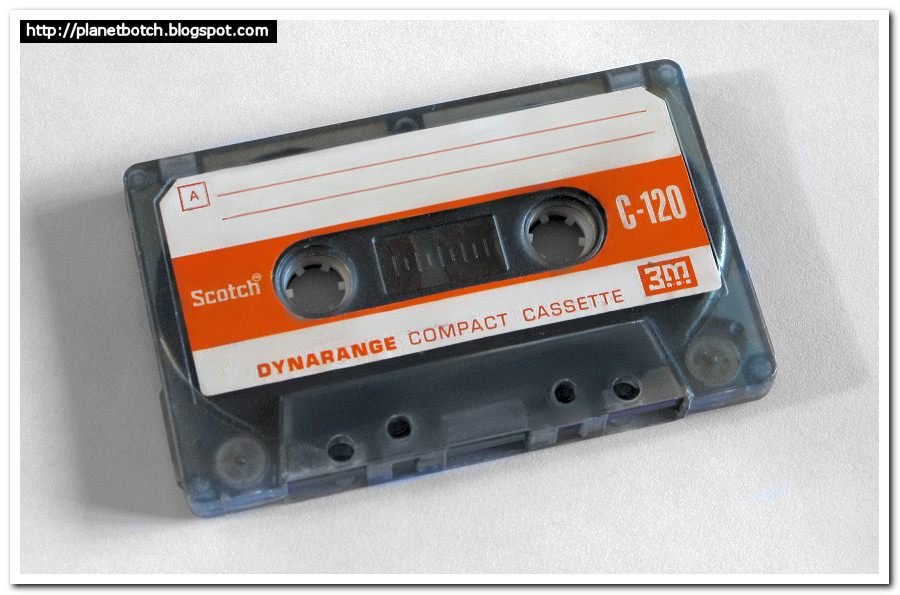 http://planetbotch.blogspot.com
A
C-120
Scotch
3M
DYNARANGE COMPACT CASSETTE